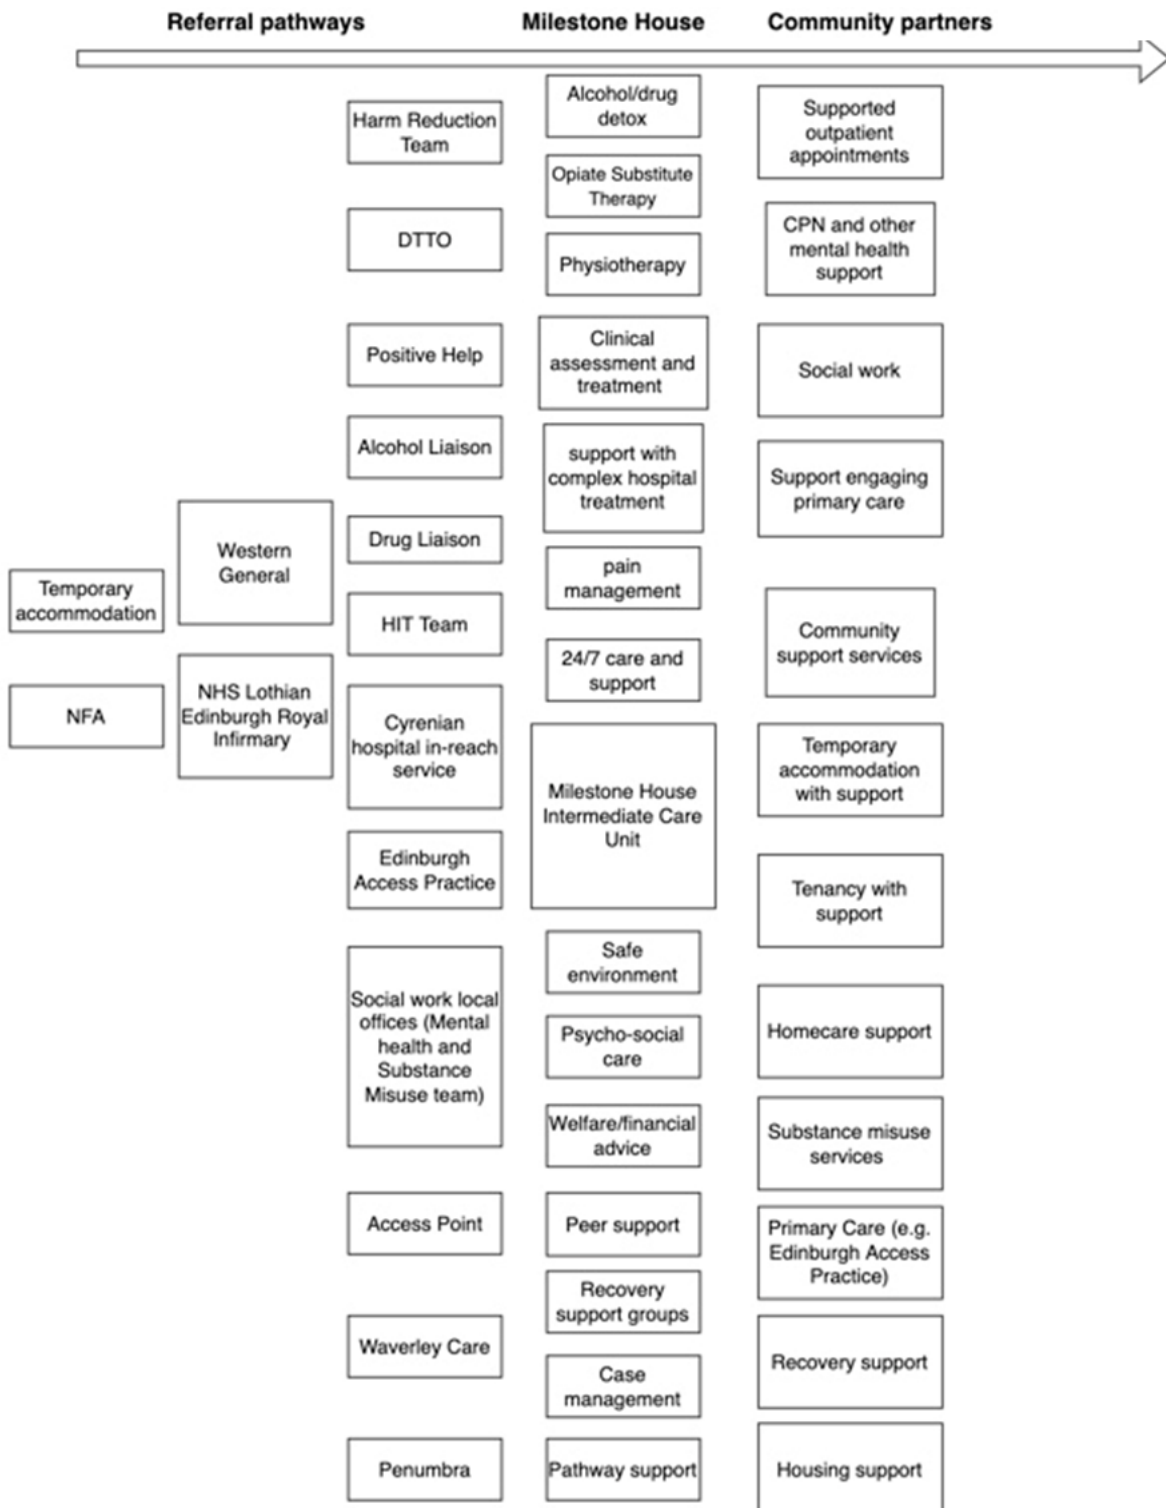 Referral pathways
Milestone House
Community partners
Temporary
accommodation
NFA
Western
General
NHS Lothian
Edinburgh Royal
Infirmary
Harm Reduction
Team
DTTO
Positive Help
Alcohol Liaison
Drug Liaison
HIT Team
Cyrenian
hospital in-reach
service
Edinburgh
Access Practice
Social work local
offices (Mental
health and
Substance
Misuse team)
Access Point
Waverley Care
Penumbra
Alcohol/drug
detox
Opiate Substitute
Therapy
Physiotherapy
Clinical
assessment and
treatment
support with
complex hospital
treatment
pain
management
24/7 care and
support
Milestone House
Intermediate Care
Unit
Safe
environment
Psycho-social
care
Welfare/financial
advice
Peer support
Recovery
support groups
Case
management
Pathway support
Supported
outpatient
appointments
CPN and other
mental health
support
Social work
Support engaging
primary care
Community
support services
Temporary
accommodation
with support
Tenancy with
support
Homecare support
Substance misuse
services
Primary Care (e.g.
Edinburgh Access
Practice)
Recovery support
Housing support